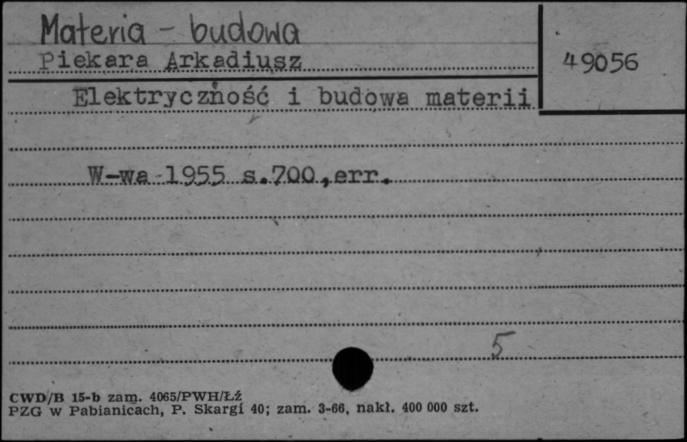 Materia - budowa
Piekara Arkadiusz
49056
Elektryczność i budowa materii
W-wa 1955 s.700,err.
5
CWD/B 15-b zam. 4065/PWH/Łź
PZG w Pabianicach, P. Skargi 40; zam. 3-66, nakł. 400 000 szt.